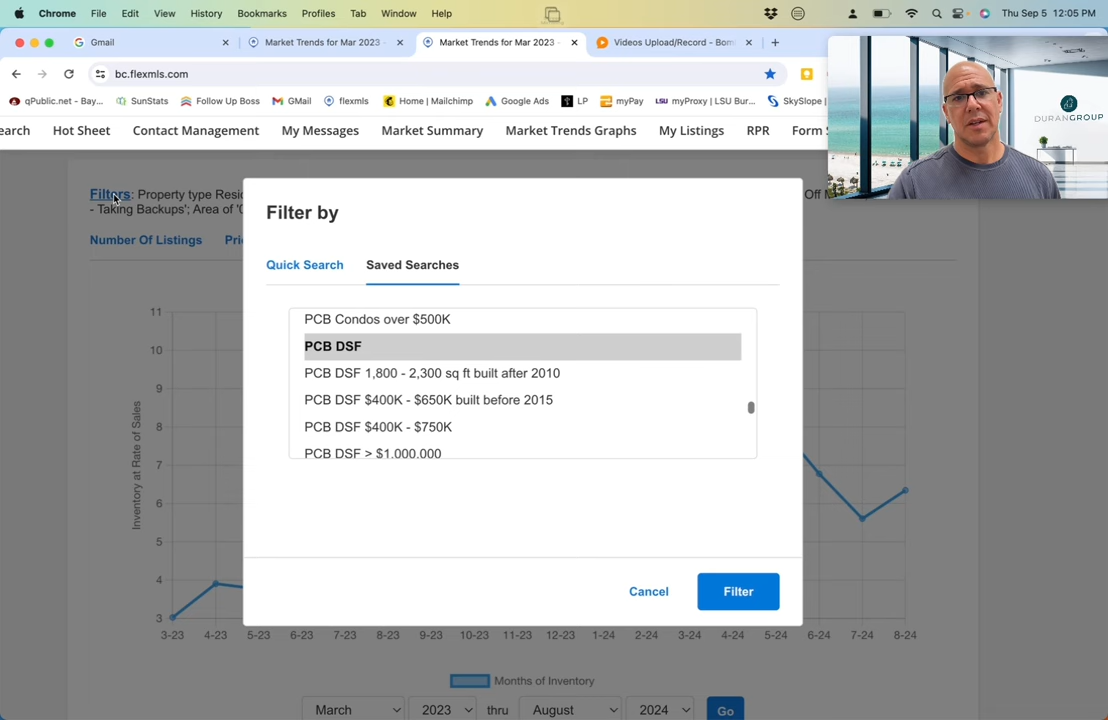 Chrome File Edit View History Bookmarks Profiles Tab Window Help Thu Sep 5 12:05 PM
Gmail Market Trends for Mar 2023 - Market Trends for Mar 2023 - Videos Upload/Record - Bom
bc.flexmls.com
qPublic.net - Bay... SunStats Follow Up Boss GMail flexmls Home | Mailchimp Google Ads LP myPay LSU myProxy | LSU Bur... SkySlope |
earch Hot Sheet Contact Management My Messages Market Summary Market Trends Graphs My Listings RPR Form S
DURANGROUP
Filters: Property type Resi Off M
- Taking Backups'; Area of '0
Number Of Listings Pri
Filter by
Quick Search Saved Searches
PCB Condos over $500K
PCB DSF
PCB DSF 1,800 - 2,300 sq ft built after 2010
PCB DSF $400K - $650K built before 2015
PCB DSF $400K - $750K
PCB DSF > $1,000,000
Cancel Filter
Inventory at Rate of Sales
11
10
9
8
7
6
5
4
3
3-23 4-23 5-23 6-23 7-23 8-23 9-23 10-23 11-23 12-23 1-24 2-24 3-24 4-24 5-24 6-24 7-24 8-24
Months of Inventory
March 2023 thru August 2024 Go